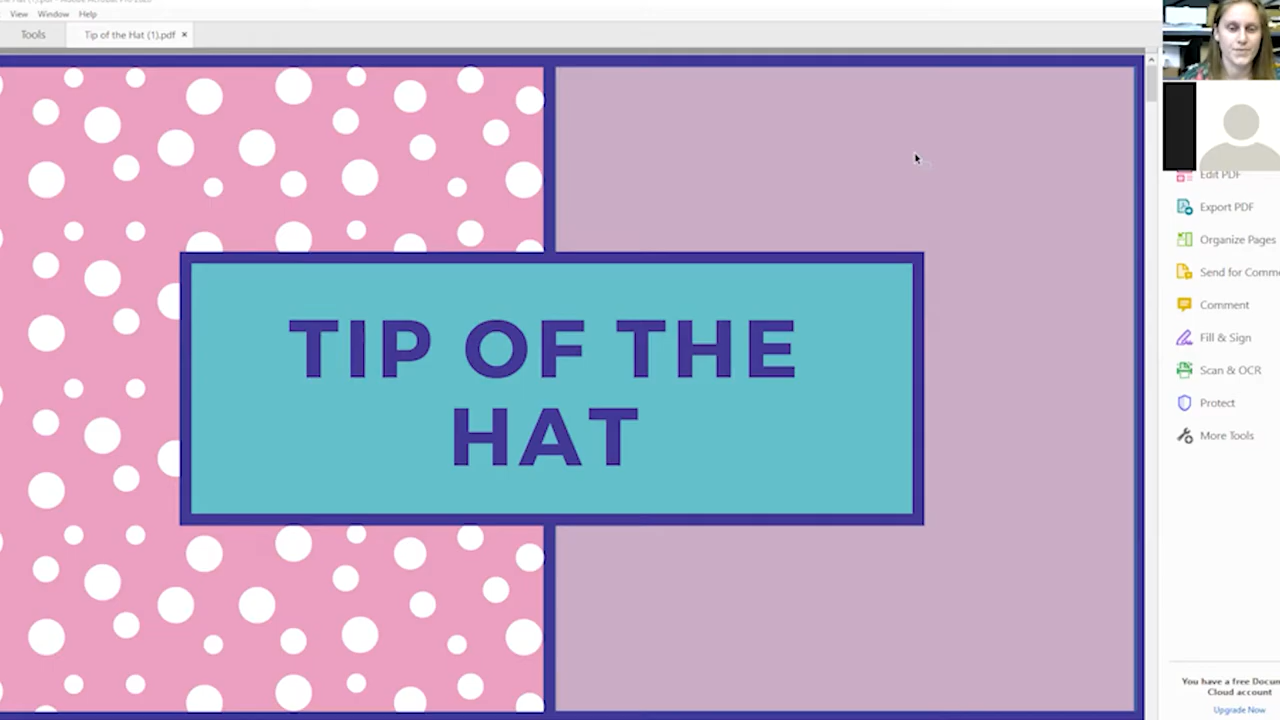 View Window Help
Tools
Tip of the Hat (1).pdf ×
TIP OF THE
HAT
Edit PDF
Export PDF
Organize Pages
Send for Comme
Comment
Fill & Sign
Scan & OCR
Protect
More Tools
You have a free Docum
Cloud account
Upgrade Now